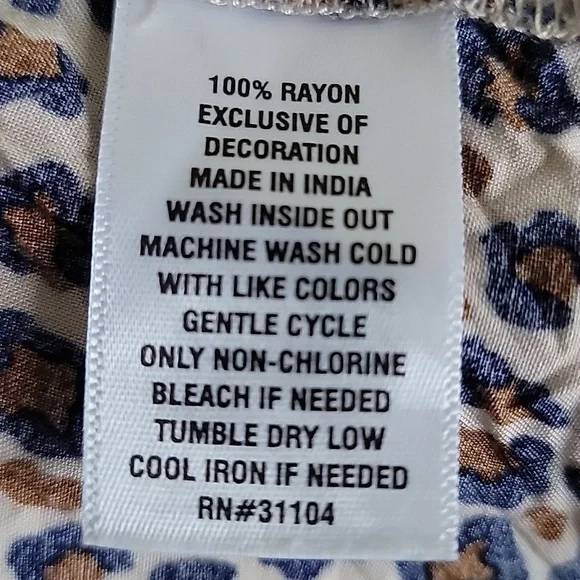 100% RAYON
EXCLUSIVE OF
DECORATION
MADE IN INDIA
WASH INSIDE OUT
MACHINE WASH COLD
WITH LIKE COLORS
GENTLE CYCLE
ONLY NON-CHLORINE
BLEACH IF NEEDED
TUMBLE DRY LOW
COOL IRON IF NEEDED
RN#31104